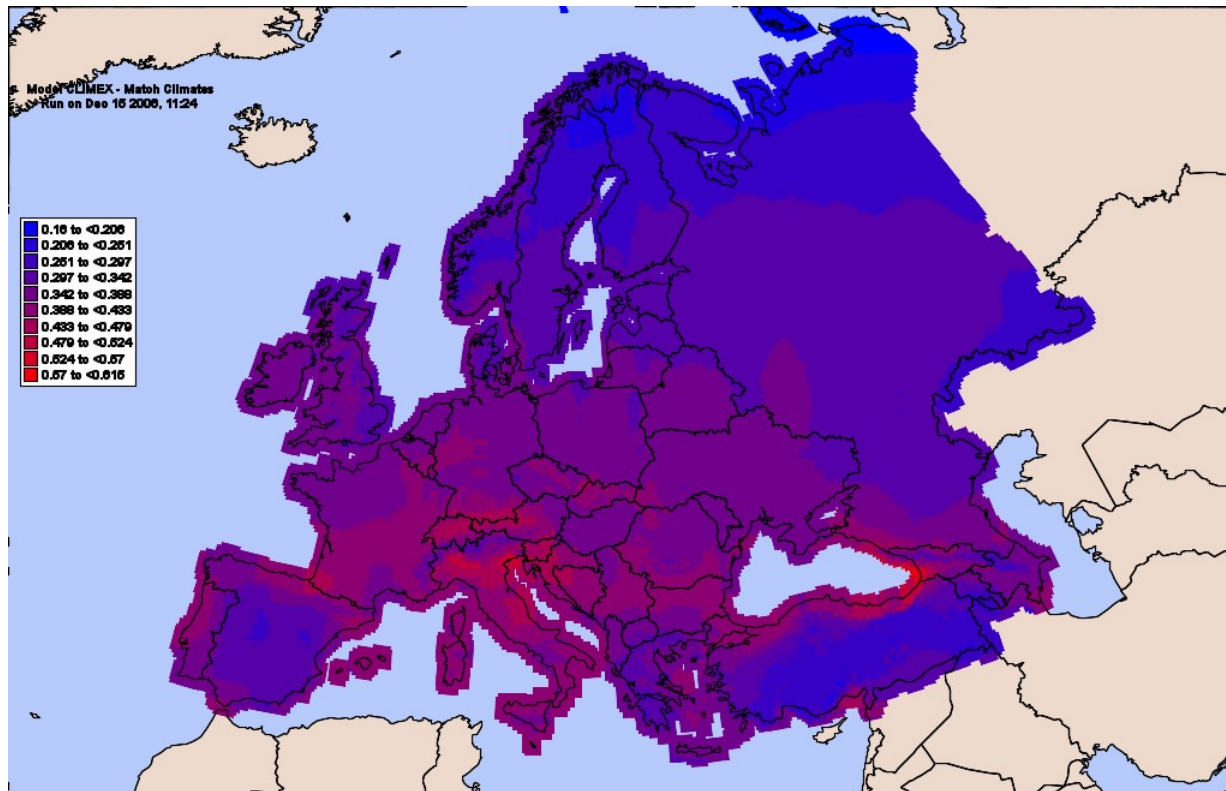 Model CLIMEX - Match Climates
Run on Dec 15 2006, 11:24
0.16 to <0.206
0.206 to <0.251
0.251 to <0.297
0.297 to <0.342
0.342 to <0.388
0.388 to <0.433
0.433 to <0.479
0.479 to <0.524
0.524 to <0.57
0.57 to <0.615